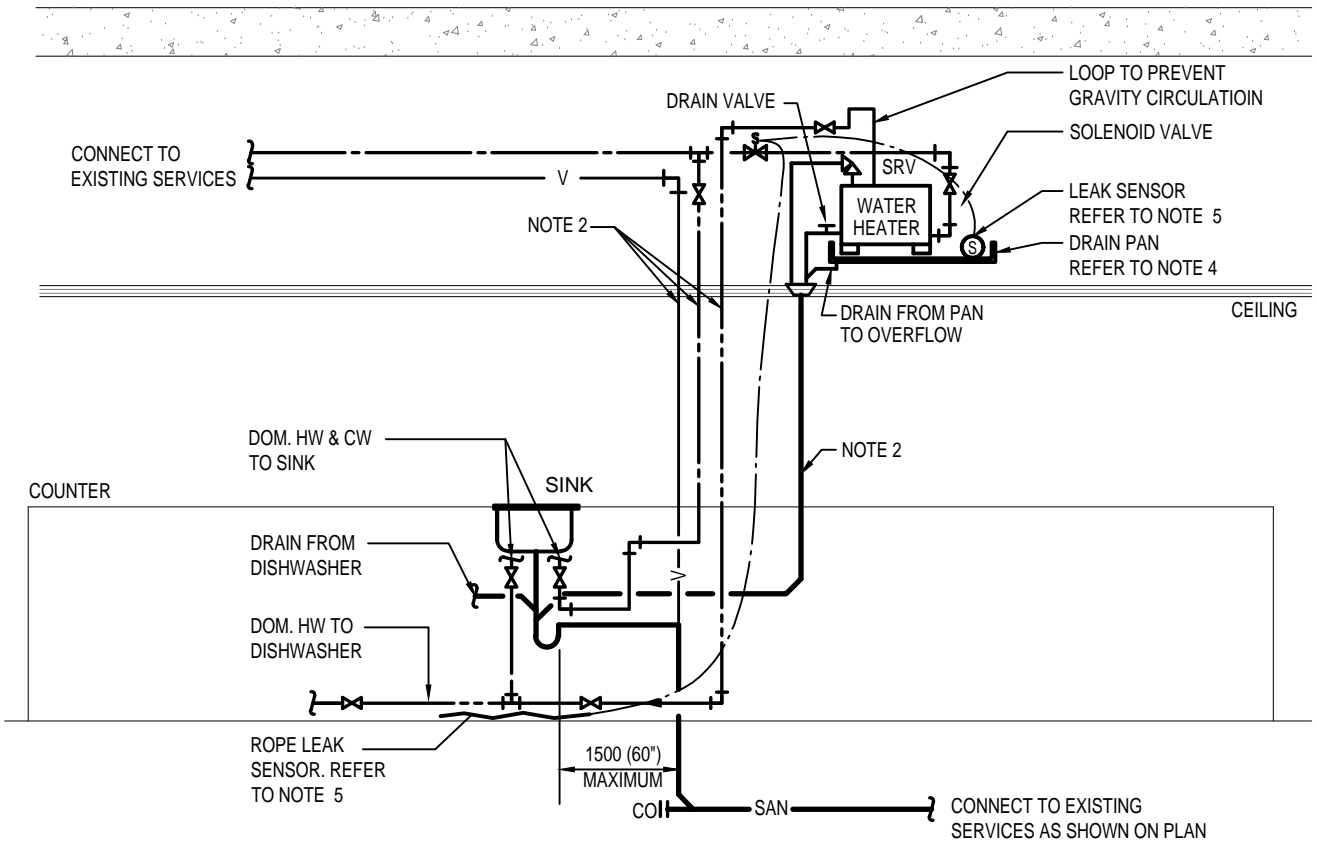 LOOP TO PREVENT
GRAVITY CIRCULATIOIN
DRAIN VALVE
SOLENOID VALVE
S
CONNECT TO
EXISTING SERVICES
V
SRV
WATER
HEATER
LEAK SENSOR
REFER TO NOTE 5
S
DRAIN PAN
REFER TO NOTE 4
NOTE 2
CEILING
DRAIN FROM PAN
TO OVERFLOW
DOM. HW & CW
TO SINK
NOTE 2
COUNTER
SINK
DRAIN FROM
DISHWASHER
V
DOM. HW TO
DISHWASHER
ROPE LEAK
SENSOR. REFER
TO NOTE 5
1500 (60")
MAXIMUM
CO
SAN
CONNECT TO EXISTING
SERVICES AS SHOWN ON PLAN